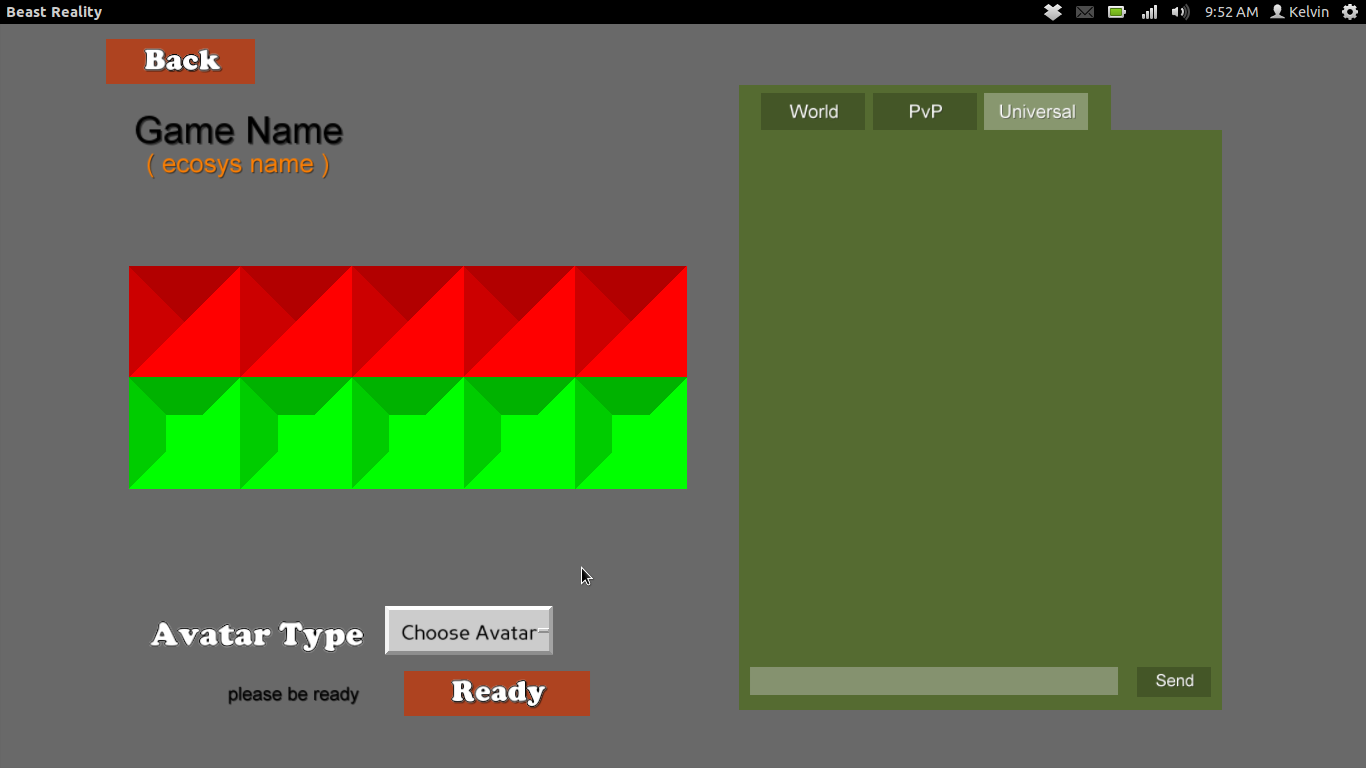 Beast Reality
9:52 AM Kelvin
Back
Game Name
( ecosys name )
World PvP Universal
Avatar Type Choose Avatar
please be ready Ready
Send